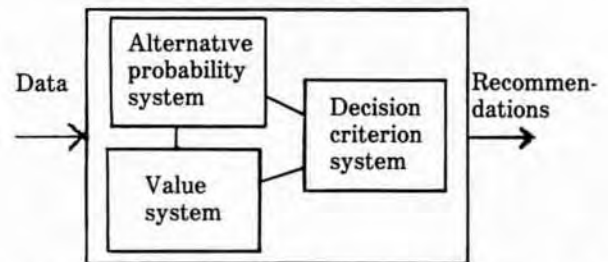 Data
Alternative
probability
system
Value
system
Decision
criterion
system
Recommen-
dations